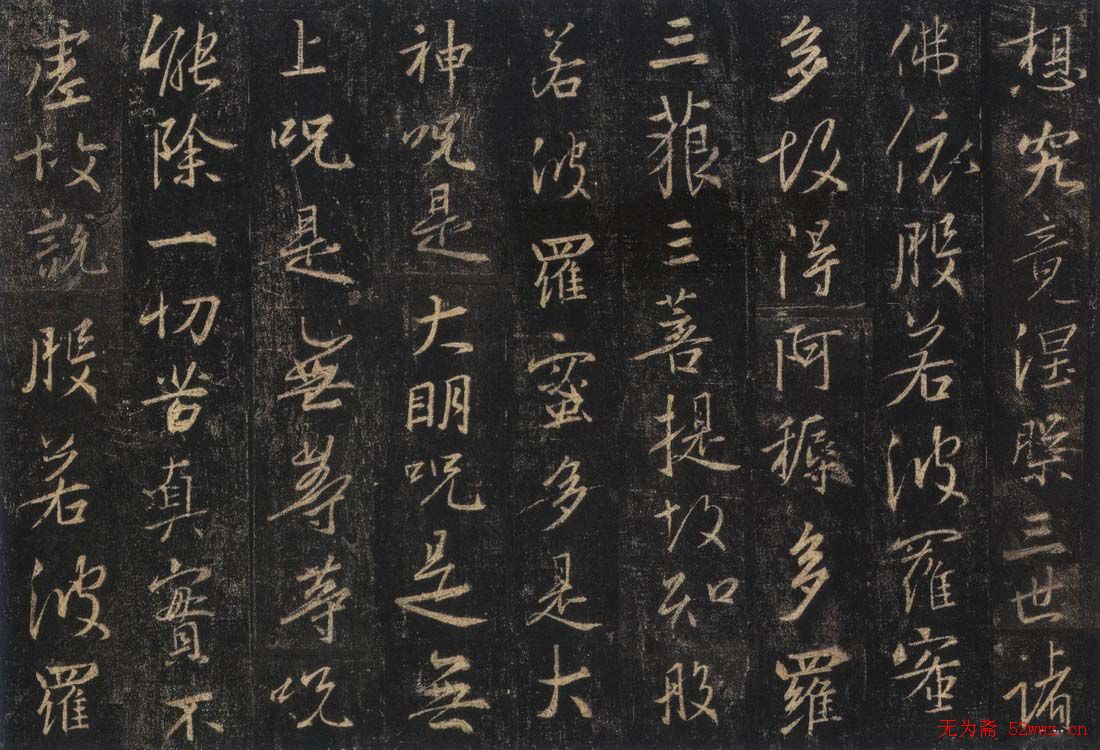 想究竟涅槃三世諸
佛依般若波羅蜜
多故得阿耨多羅
三藐三菩提故知般
若波羅蜜多是大
神呪是大明呪是無
上呪是無等等呪
能除一切苦真實不
虛故說般若波羅
无为斋 52wwz.cn